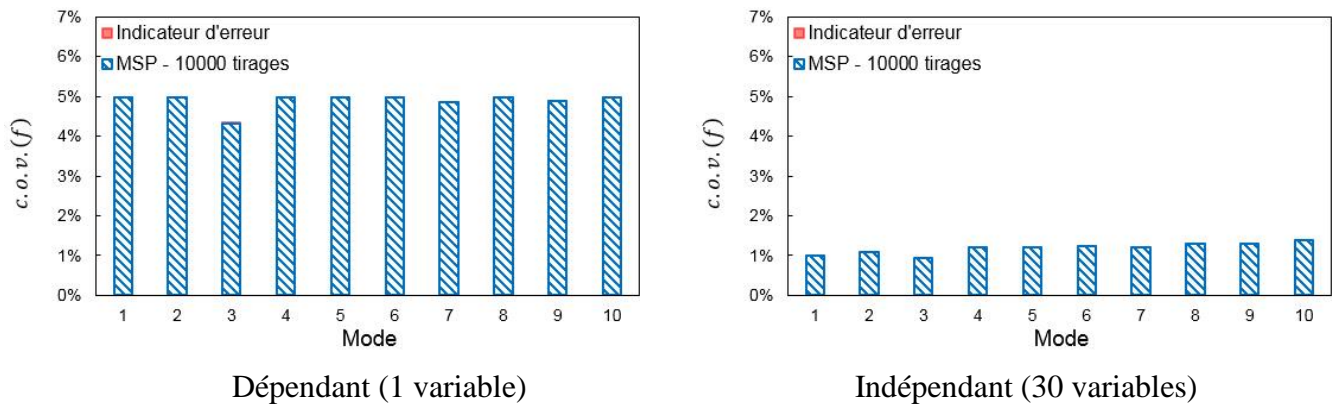 7%
6%
5%
4%
3%
2%
1%
0%
c.o.v.(f)
Indicateur d'erreur
MSP - 10000 tirages
1 2 3 4 5 6 7 8 9 10
Mode
Dépendant (1 variable)
7%
6%
5%
4%
3%
2%
1%
0%
c.o.v.(f)
Indicateur d'erreur
MSP - 10000 tirages
1 2 3 4 5 6 7 8 9 10
Mode
Indépendant (30 variables)